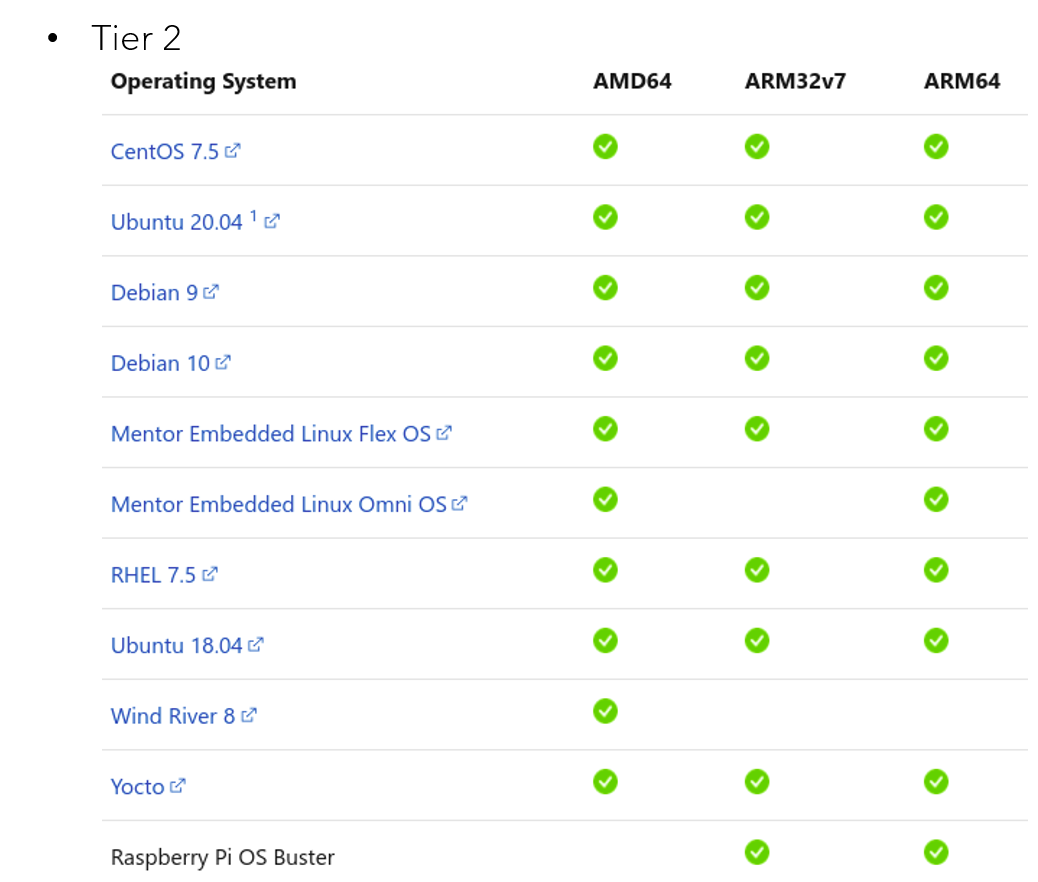 • Tier 2
Operating System AMD64 ARM32v7 ARM64
CentOS 7.5
Ubuntu 20.04 1
Debian 9
Debian 10
Mentor Embedded Linux Flex OS
Mentor Embedded Linux Omni OS
RHEL 7.5
Ubuntu 18.04
Wind River 8
Yocto
Raspberry Pi OS Buster